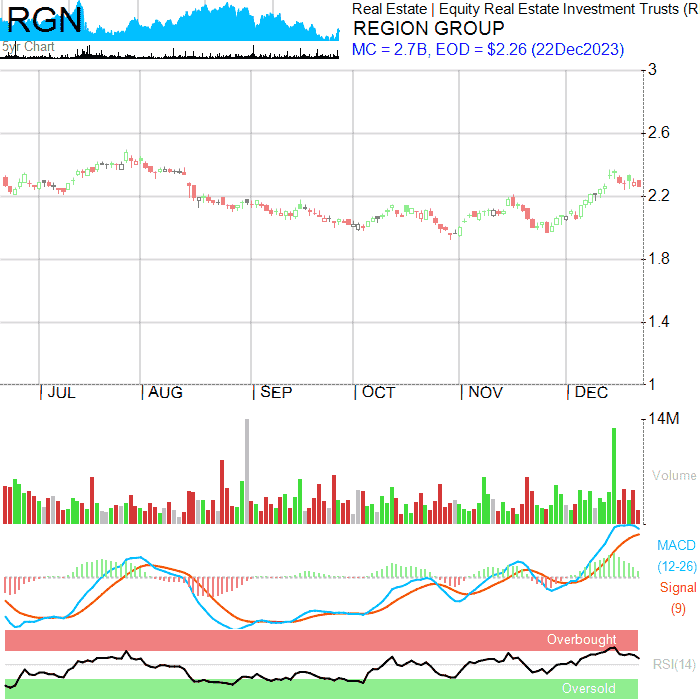 RGN
5yr Chart
Real Estate | Equity Real Estate Investment Trusts (R
REGION GROUP
MC = 2.7B, EOD = $2.26 (22Dec2023)
3
2.6
2.2
1.8
1.4
1
JUL AUG SEP OCT NOV DEC
14M
Volume
MACD
(12-26)
Signal
(9)
Overbought
RSI(14)
Oversold